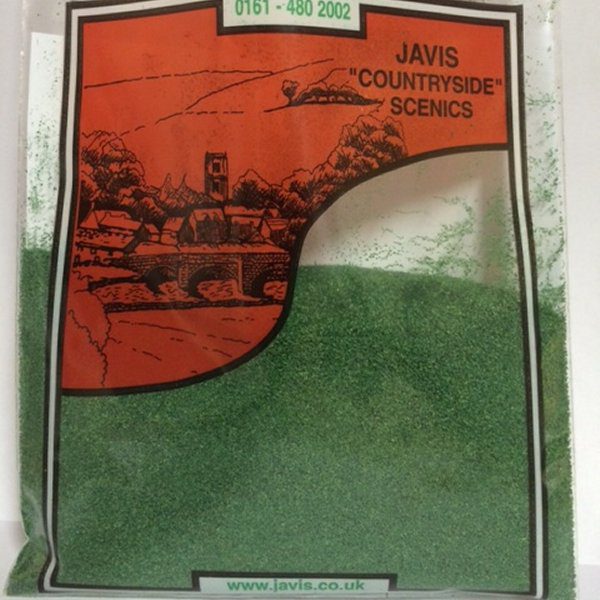 0161 - 480 2002
JAVIS
"COUNTRYSIDE"
SCENICS
www.javis.co.uk